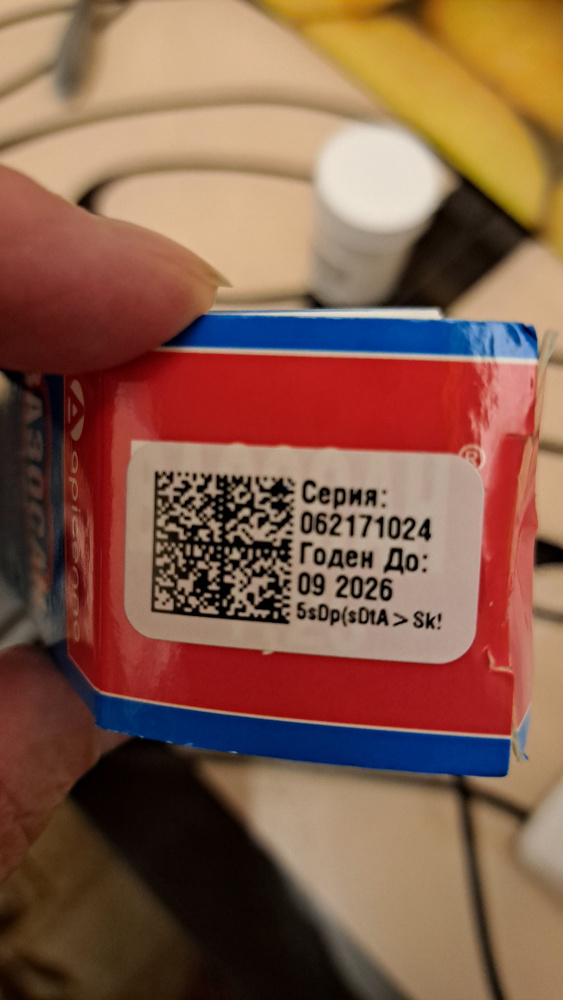 Серия:
062171024
Годен До:
09 2026
5sDp(sDtA>Sk!
®